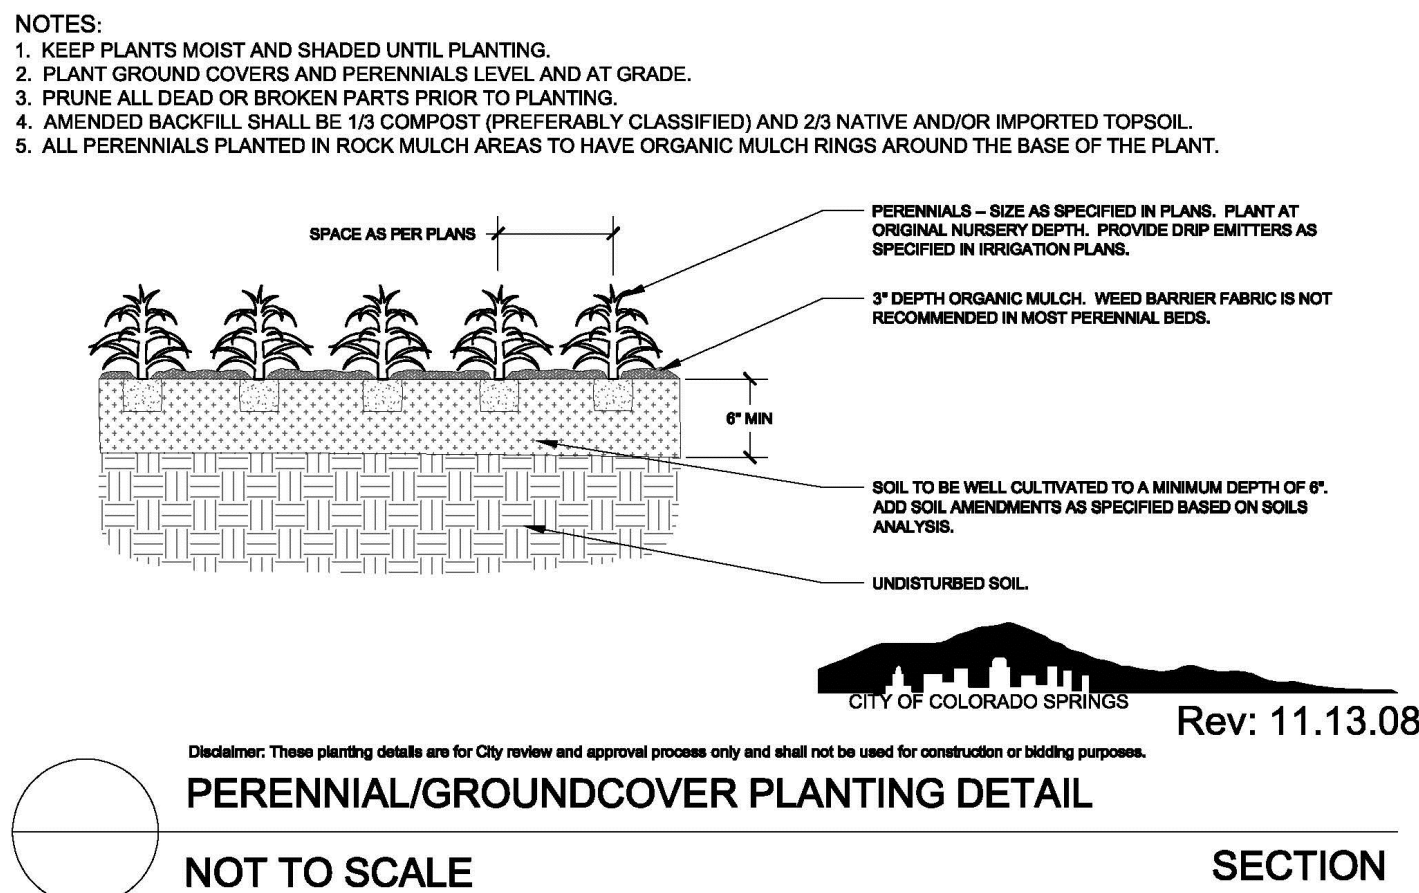 NOTES:
1. KEEP PLANTS MOIST AND SHADED UNTIL PLANTING.
2. PLANT GROUND COVERS AND PERENNIALS LEVEL AND AT GRADE.
3. PRUNE ALL DEAD OR BROKEN PARTS PRIOR TO PLANTING.
4. AMENDED BACKFILL SHALL BE 1/3 COMPOST (PREFERABLY CLASSIFIED) AND 2/3 NATIVE AND/OR IMPORTED TOPSOIL.
5. ALL PERENNIALS PLANTED IN ROCK MULCH AREAS TO HAVE ORGANIC MULCH RINGS AROUND THE BASE OF THE PLANT.
SPACE AS PER PLANS
PERENNIALS – SIZE AS SPECIFIED IN PLANS. PLANT AT
ORIGINAL NURSERY DEPTH. PROVIDE DRIP EMITTERS AS
SPECIFIED IN IRRIGATION PLANS.
3" DEPTH ORGANIC MULCH. WEED BARRIER FABRIC IS NOT
RECOMMENDED IN MOST PERENNIAL BEDS.
6" MIN
SOIL TO BE WELL CULTIVATED TO A MINIMUM DEPTH OF 6".
ADD SOIL AMENDMENTS AS SPECIFIED BASED ON SOILS
ANALYSIS.
UNDISTURBED SOIL.
CITY OF COLORADO SPRINGS
Rev: 11.13.08
Disclaimer: These planting details are for City review and approval process only and shall not be used for construction or bidding purposes.
PERENNIAL/GROUNDCOVER PLANTING DETAIL
NOT TO SCALE
SECTION